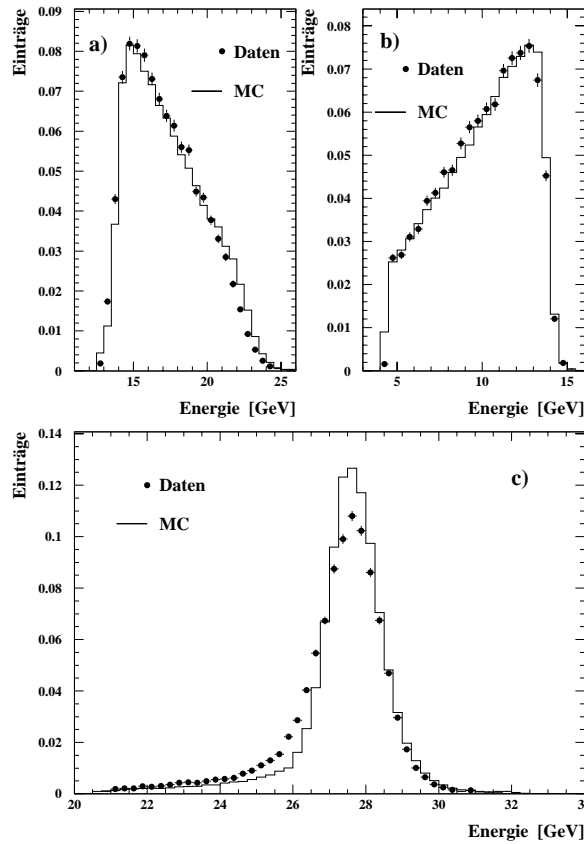 Einträge
0.09
0.08
0.07
0.06
0.05
0.04
0.03
0.02
0.01
0
a)
Daten
MC
15
20
25
Energie [GeV]
Einträge
0.08
0.07
0.06
0.05
0.04
0.03
0.02
0.01
0
b)
Daten
MC
5
10
15
Energie [GeV]
Einträge
0.14
0.12
0.1
0.08
0.06
0.04
0.02
0
c)
Daten
MC
20
22
24
26
28
30
32
Energie [GeV]